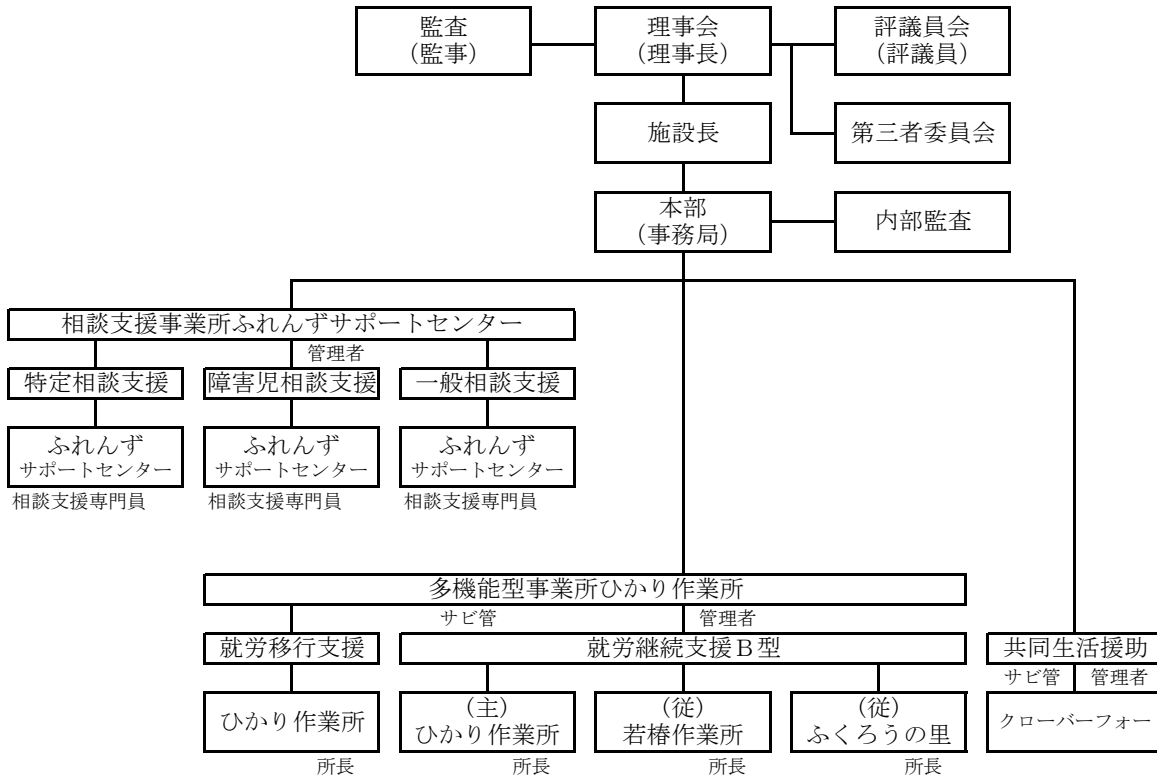 監査
(監事)
理事会
(理事長)
評議員会
(評議員)
施設長
第三者委員会
本部
(事務局)
内部監査
相談支援事業所ふれんずサポートセンター
管理者
特定相談支援
障害児相談支援
一般相談支援
ふれんず
サポートセンター
ふれんず
サポートセンター
ふれんず
サポートセンター
相談支援専門員
相談支援専門員
相談支援専門員
多機能型事業所ひかり作業所
サビ管
管理者
就労移行支援
就労継続支援B型
共同生活援助
サビ管
管理者
ひかり作業所
(主)
ひかり作業所
(従)
若椿作業所
(従)
ふくろうの里
クローバーフォー
所長
所長
所長
所長